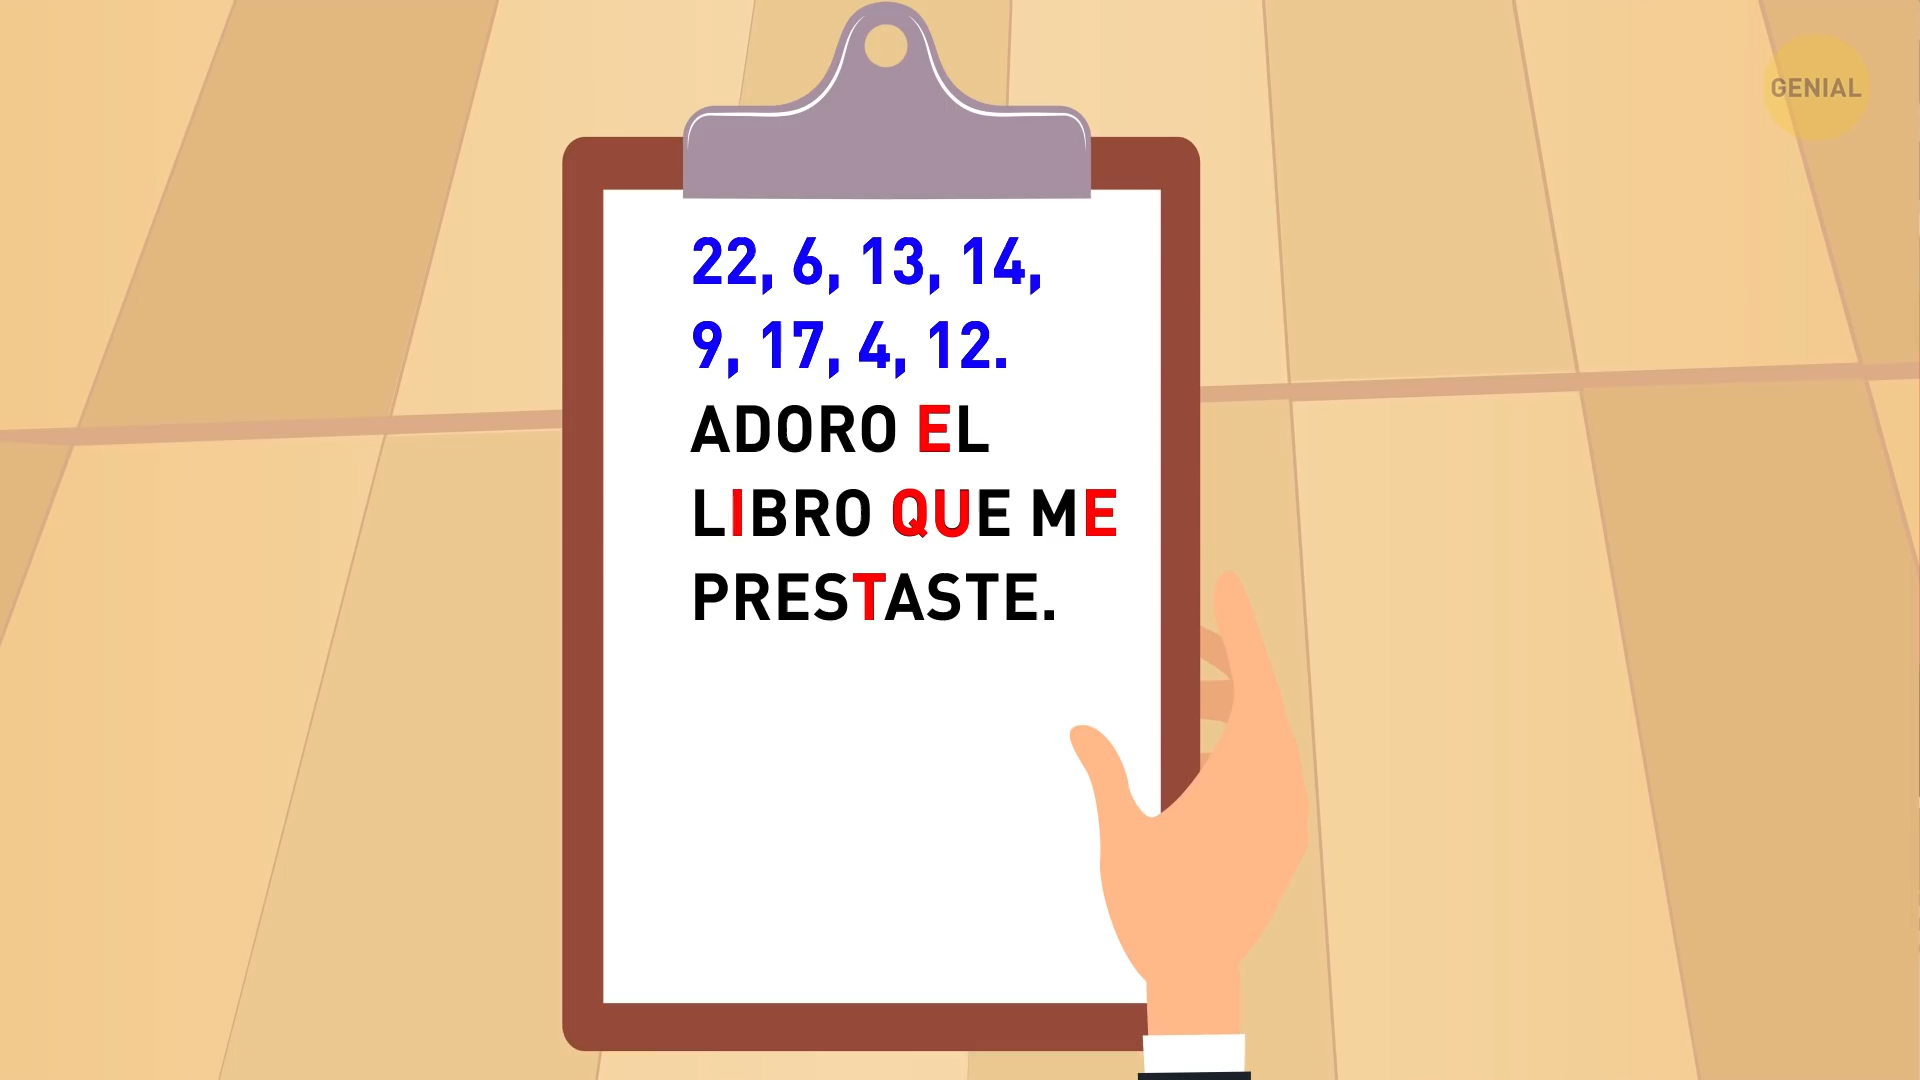 GENIAL
22, 6, 13, 14,
9, 17, 4, 12.
ADORO EL
LIBRO QUE ME
PRESTASTE.